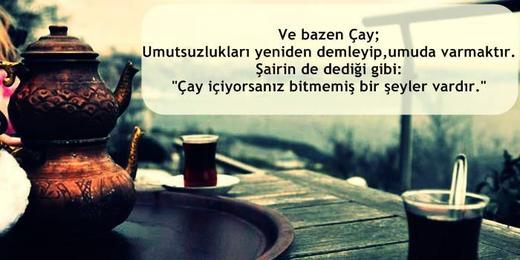 Ve bazen Çay;
Umutsuzlukları yeniden demleyip,umuda varmaktır.
Şairin de dediği gibi:
"Çay içiyorsanız bitmemiş bir şeyler vardır."